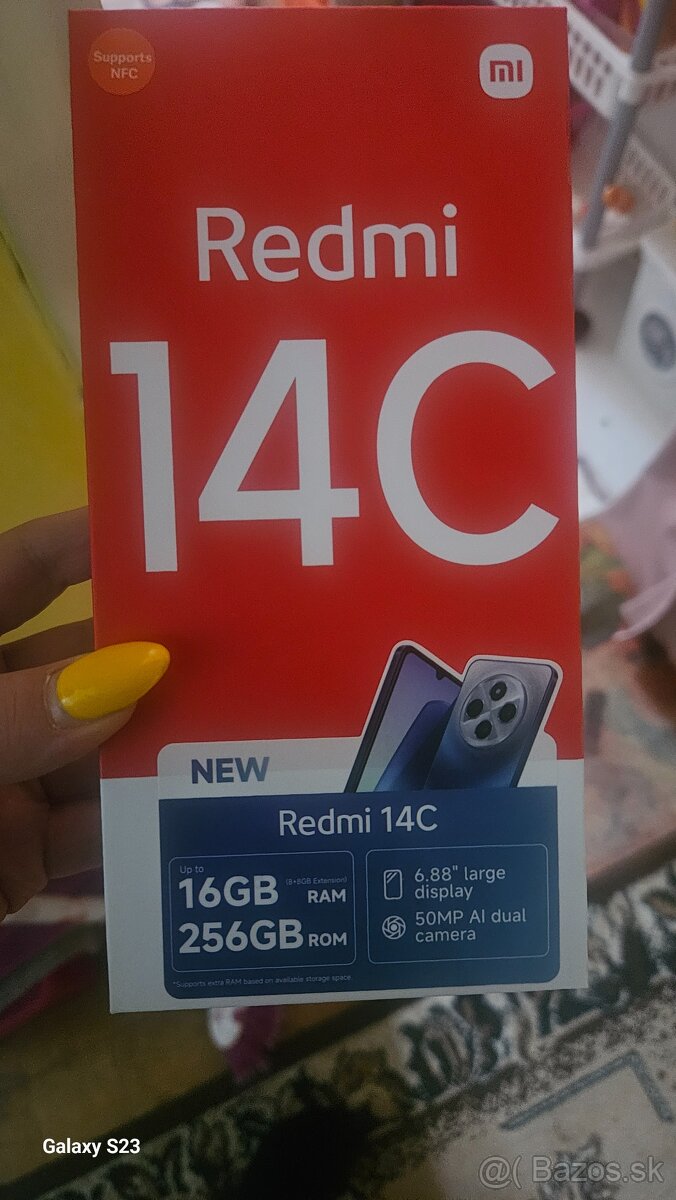 Supports
NFC
mi
Redmi
14C
NEW
Redmi 14C
Up to
16GB (8+8GB Extension) RAM
256GB ROM
6.88" large
display
50MP AI dual
camera
*Supports extra RAM based on available storage space.
Galaxy S23
@( Bazos.sk